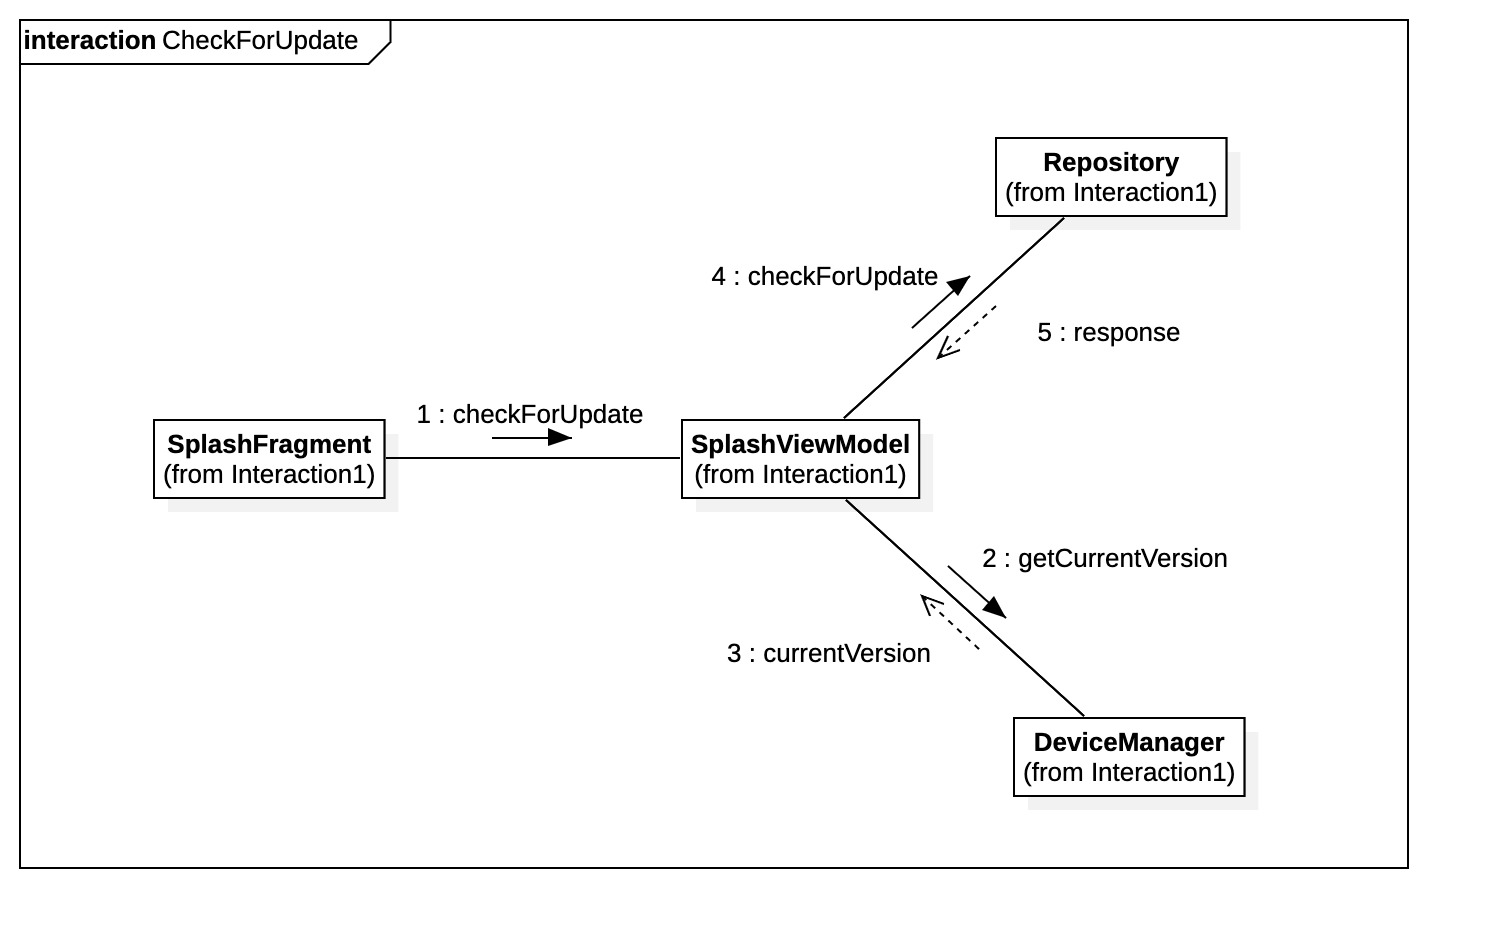 interaction CheckForUpdate
Repository
(from Interaction1)
4 : checkForUpdate
5 : response
1 : checkForUpdate
SplashFragment
(from Interaction1)
SplashViewModel
(from Interaction1)
2 : getCurrentVersion
3 : currentVersion
DeviceManager
(from Interaction1)